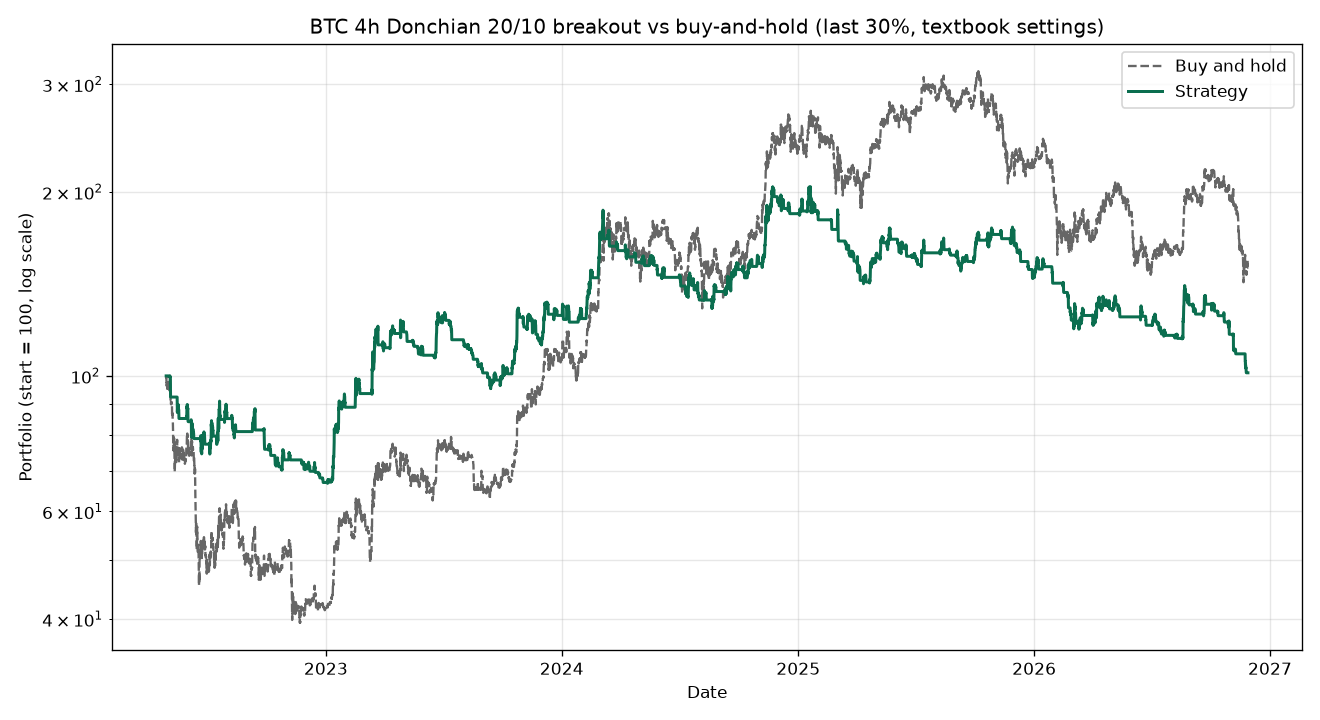 BTC 4h Donchian 20/10 breakout vs buy-and-hold (last 30%, textbook settings)
Buy and hold
Strategy
3 × 10²
2 × 10²
10²
6 × 10¹
4 × 10¹
Portfolio (start = 100, log scale)
2023 2024 2025 2026 2027
Date